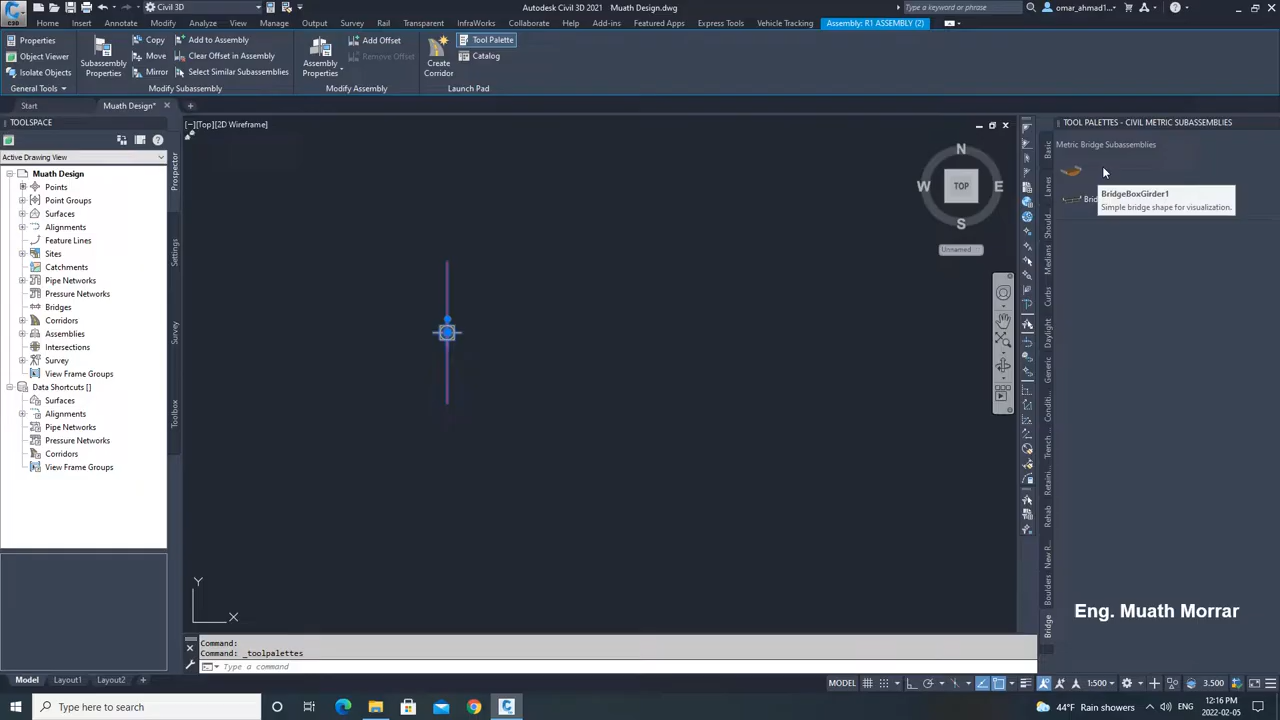 Civil 3D
Autodesk Civil 3D 2021 Muath Design.dwg
Type a keyword or phrase
omar_ahmad1...
Home
Insert
Annotate
Modify
Analyze
View
Manage
Output
Survey
Rail
Transparent
InfraWorks
Collaborate
Help
Add-ins
Featured Apps
Express Tools
Vehicle Tracking
Assembly: R1 ASSEMBLY (2)
Properties
Object Viewer
Isolate Objects
General Tools
Subassembly
Properties
Copy
Move
Mirror
Add to Assembly
Clear Offset in Assembly
Select Similar Subassemblies
Modify Subassembly
Assembly
Properties
Add Offset
Remove Offset
Modify Assembly
Create
Corridor
Tool Palette
Catalog
Launch Pad
Start
Muath Design*
TOOLSPACE
Active Drawing View
Muath Design
Points
Point Groups
Surfaces
Alignments
Feature Lines
Sites
Catchments
Pipe Networks
Pressure Networks
Bridges
Corridors
Assemblies
Intersections
Survey
View Frame Groups
Data Shortcuts []
Surfaces
Alignments
Pipe Networks
Pressure Networks
Corridors
View Frame Groups
Prospector
Settings
Survey
Toolbox
[−][Top][2D Wireframe]
N
W
TOP
E
S
Unnamed
Y
X
TOOL PALETTES - CIVIL METRIC SUBASSEMBLIES
Metric Bridge Subassemblies
BridgeBoxGirder1
Simple bridge shape for visualization.
Brid
Basic
Lanes
Should...
Medians
Curbs
Daylight
Generic
Conditi...
Trench ...
Retaini...
Rehab
New R...
Boulders
Bridge
Eng. Muath Morrar
Command:
Command: _toolpalettes
Type a command
Model
Layout1
Layout2
MODEL
1:500
3.500
Type here to search
44°F Rain showers
12:16 PM
2022-02-05